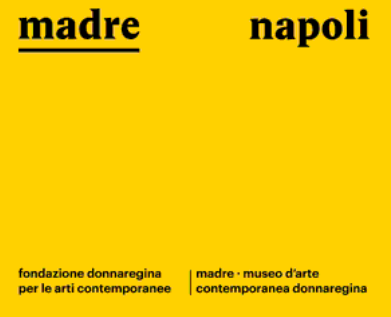 madre napoli
fondazione donnaregina
per le arti contemporanee
madre · museo d'arte
contemporanea donnaregina